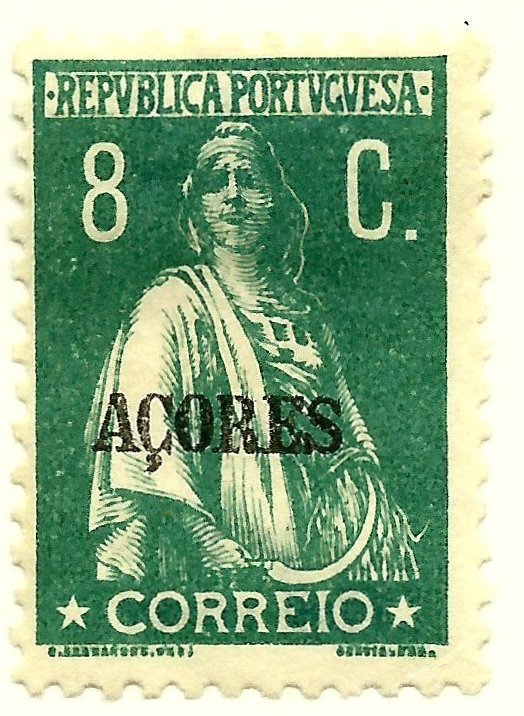 ·REPVBLICA PORTVGVESA·
8 C.
AÇORES
CORREIO